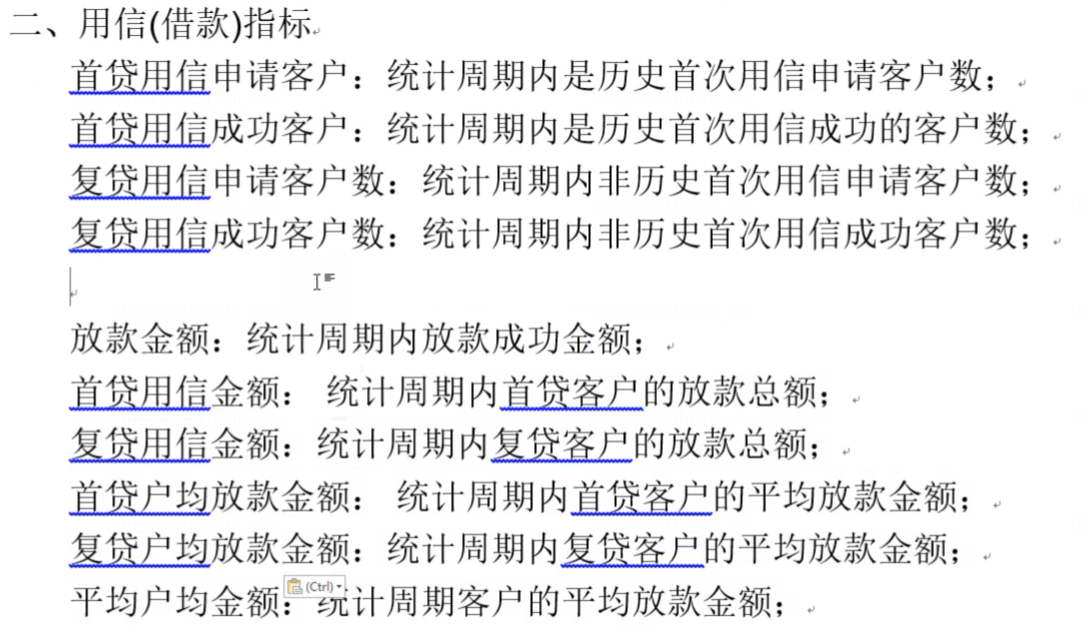 二、用信(借款)指标
首贷用信申请客户：统计周期内是历史首次用信申请客户数；
首贷用信成功客户：统计周期内是历史首次用信成功的客户数；
复贷用信申请客户数：统计周期内非历史首次用信申请客户数；
复贷用信成功客户数：统计周期内非历史首次用信成功客户数；
放款金额：统计周期内放款成功金额；
首贷用信金额： 统计周期内首贷客户的放款总额；
复贷用信金额：统计周期内复贷客户的放款总额；
首贷户均放款金额： 统计周期内首贷客户的平均放款金额；
复贷户均放款金额：统计周期内复贷客户的平均放款金额；
(Ctrl)
平均户均金额：统计周期客户的平均放款金额；